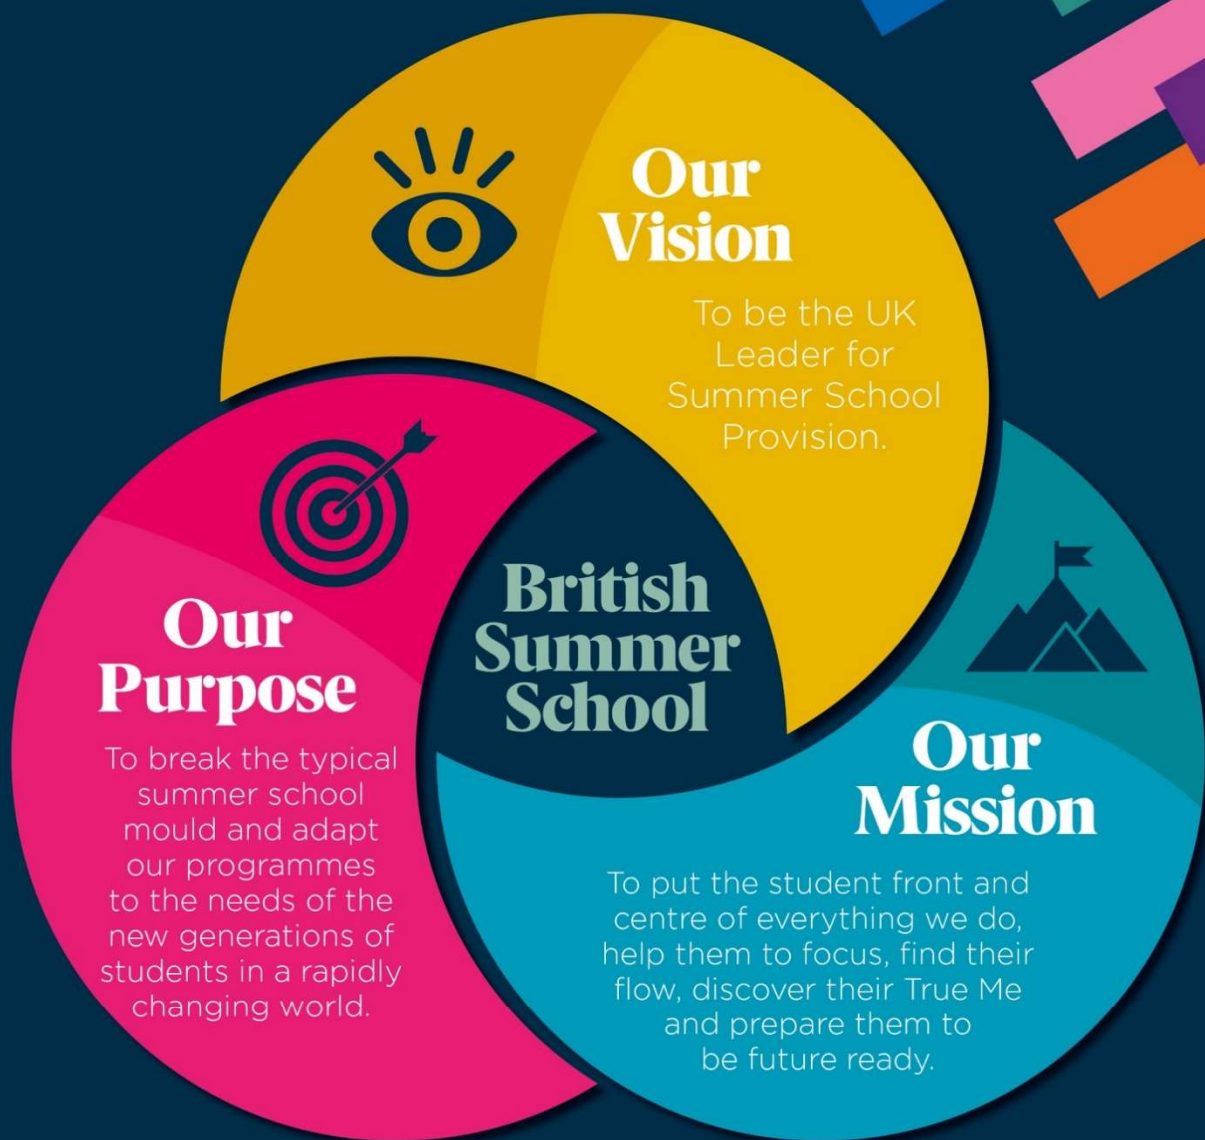 Our
Vision
To be the UK
Leader for
Summer School
Provision.
British
Summer
School
Our
Purpose
To break the typical
summer school
mould and adapt
our programmes
to the needs of the
new generations of
students in a rapidly
changing world.
Our
Mission
To put the student front and
centre of everything we do,
help them to focus, find their
flow, discover their True Me
and prepare them to
be future ready.